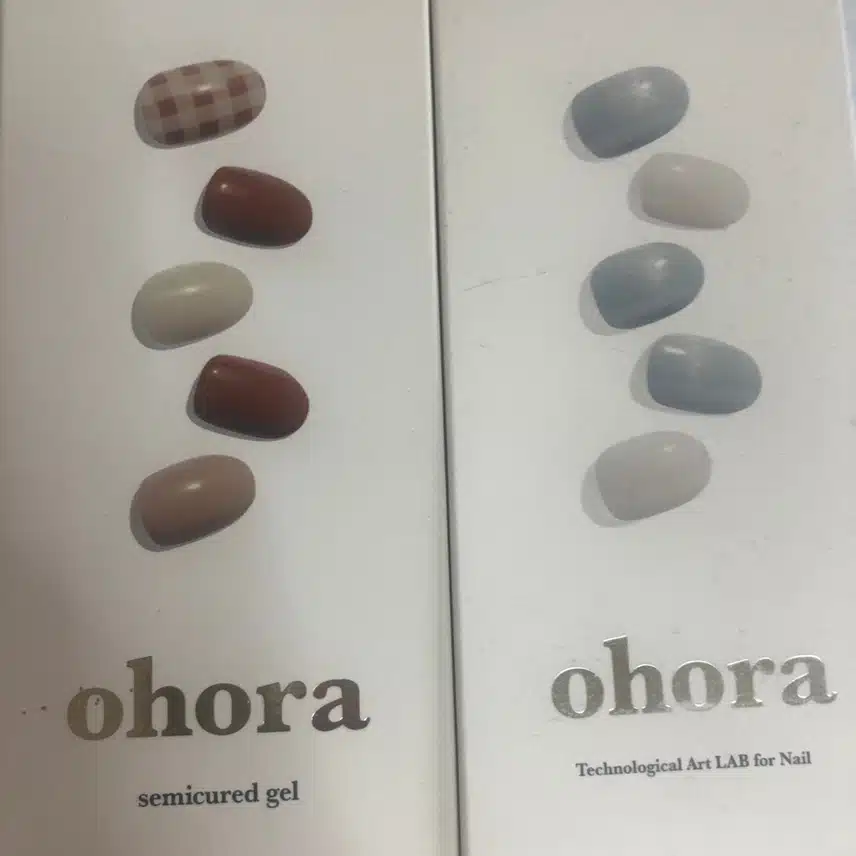 ohora
semicured gel
ohora
Technological Art LAB for Nail